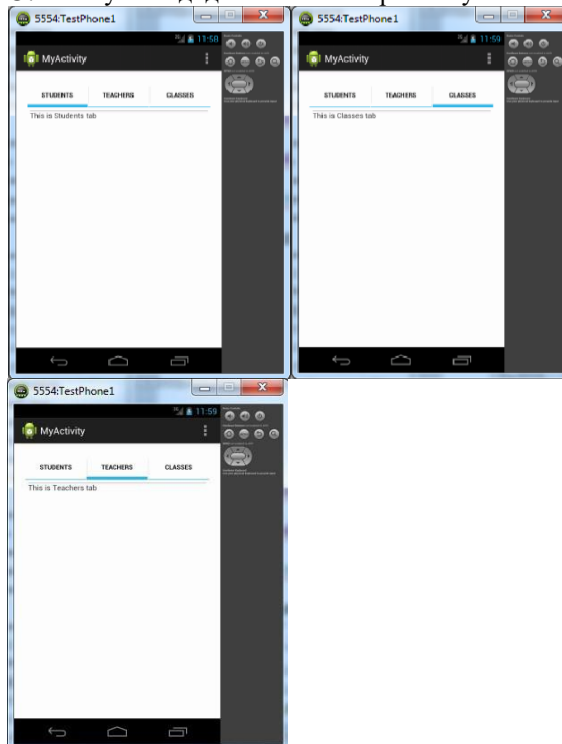 5554:TestPhone1
11:58
MyActivity
STUDENTS TEACHERS CLASSES
This is Students tab
5554:TestPhone1
11:59
MyActivity
STUDENTS TEACHERS CLASSES
This is Classes tab
5554:TestPhone1
11:59
MyActivity
STUDENTS TEACHERS CLASSES
This is Teachers tab